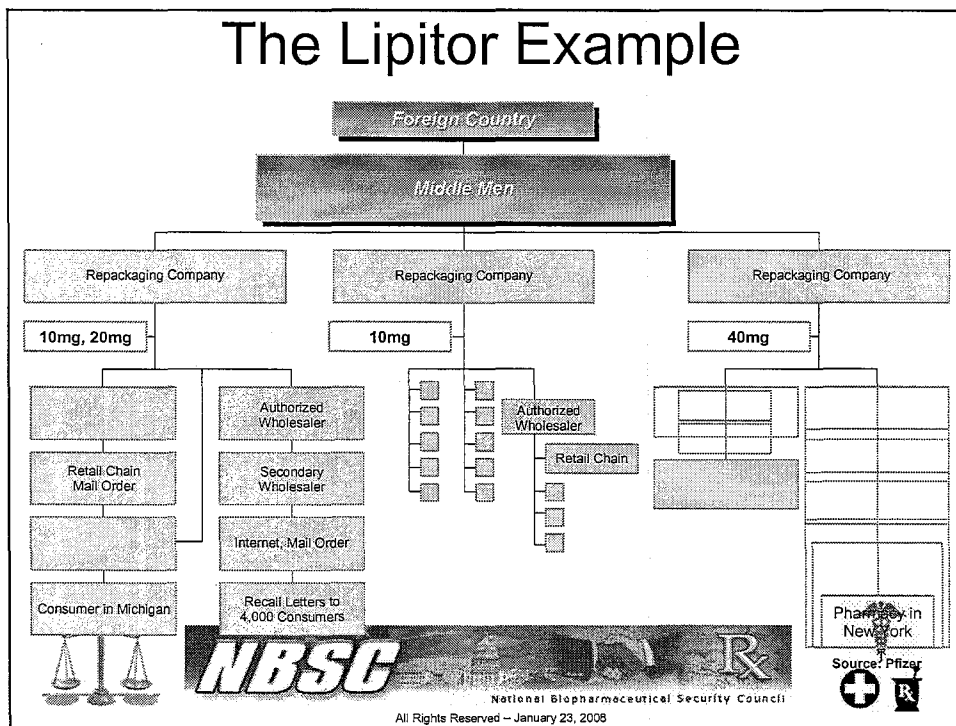 The Lipitor Example
Foreign Country
Middle Men
Repackaging Company
Repackaging Company
Repackaging Company
10mg, 20mg
10mg
40mg
Authorized
Wholesaler
Retail Chain
Mail Order
Secondary
Wholesaler
Internet, Mail Order
Consumer in Michigan
Recall Letters to
4,000 Consumers
Authorized
Wholesaler
Retail Chain
Pharmacy in
New York
NBSC
Rx
National Biopharmaceutical Security Council
Source: Pfizer
Rx
All Rights Reserved – January 23, 2006